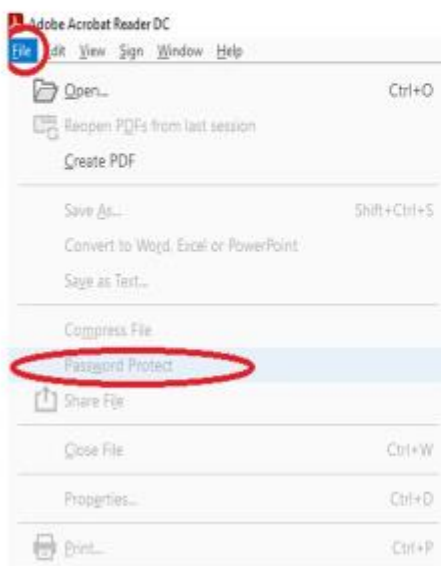 Adobe Acrobat Reader DC
File Edit View Sign Window Help
Open... Ctrl+O
Reopen PDFs from last session
Create PDF
Save As... Shift+Ctrl+S
Convert to Word, Excel or PowerPoint
Save as Text...
Compress File
Password Protect
Share File
Close File Ctrl+W
Properties... Ctrl+D
Print... Ctrl+P